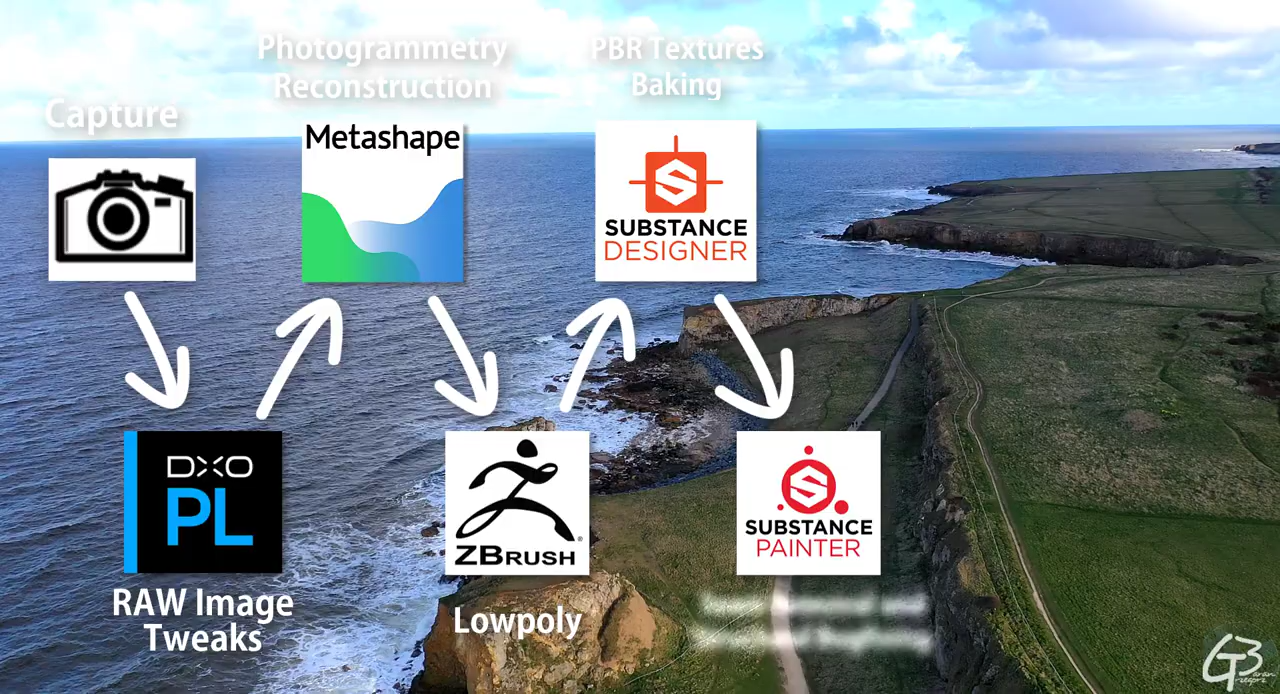 Capture
Photogrammetry
Reconstruction
Metashape
PBR Textures
Baking
SUBSTANCE
DESIGNER
DXO
PL
RAW Image
Tweaks
ZBRUSH
Lowpoly
SUBSTANCE
PAINTER